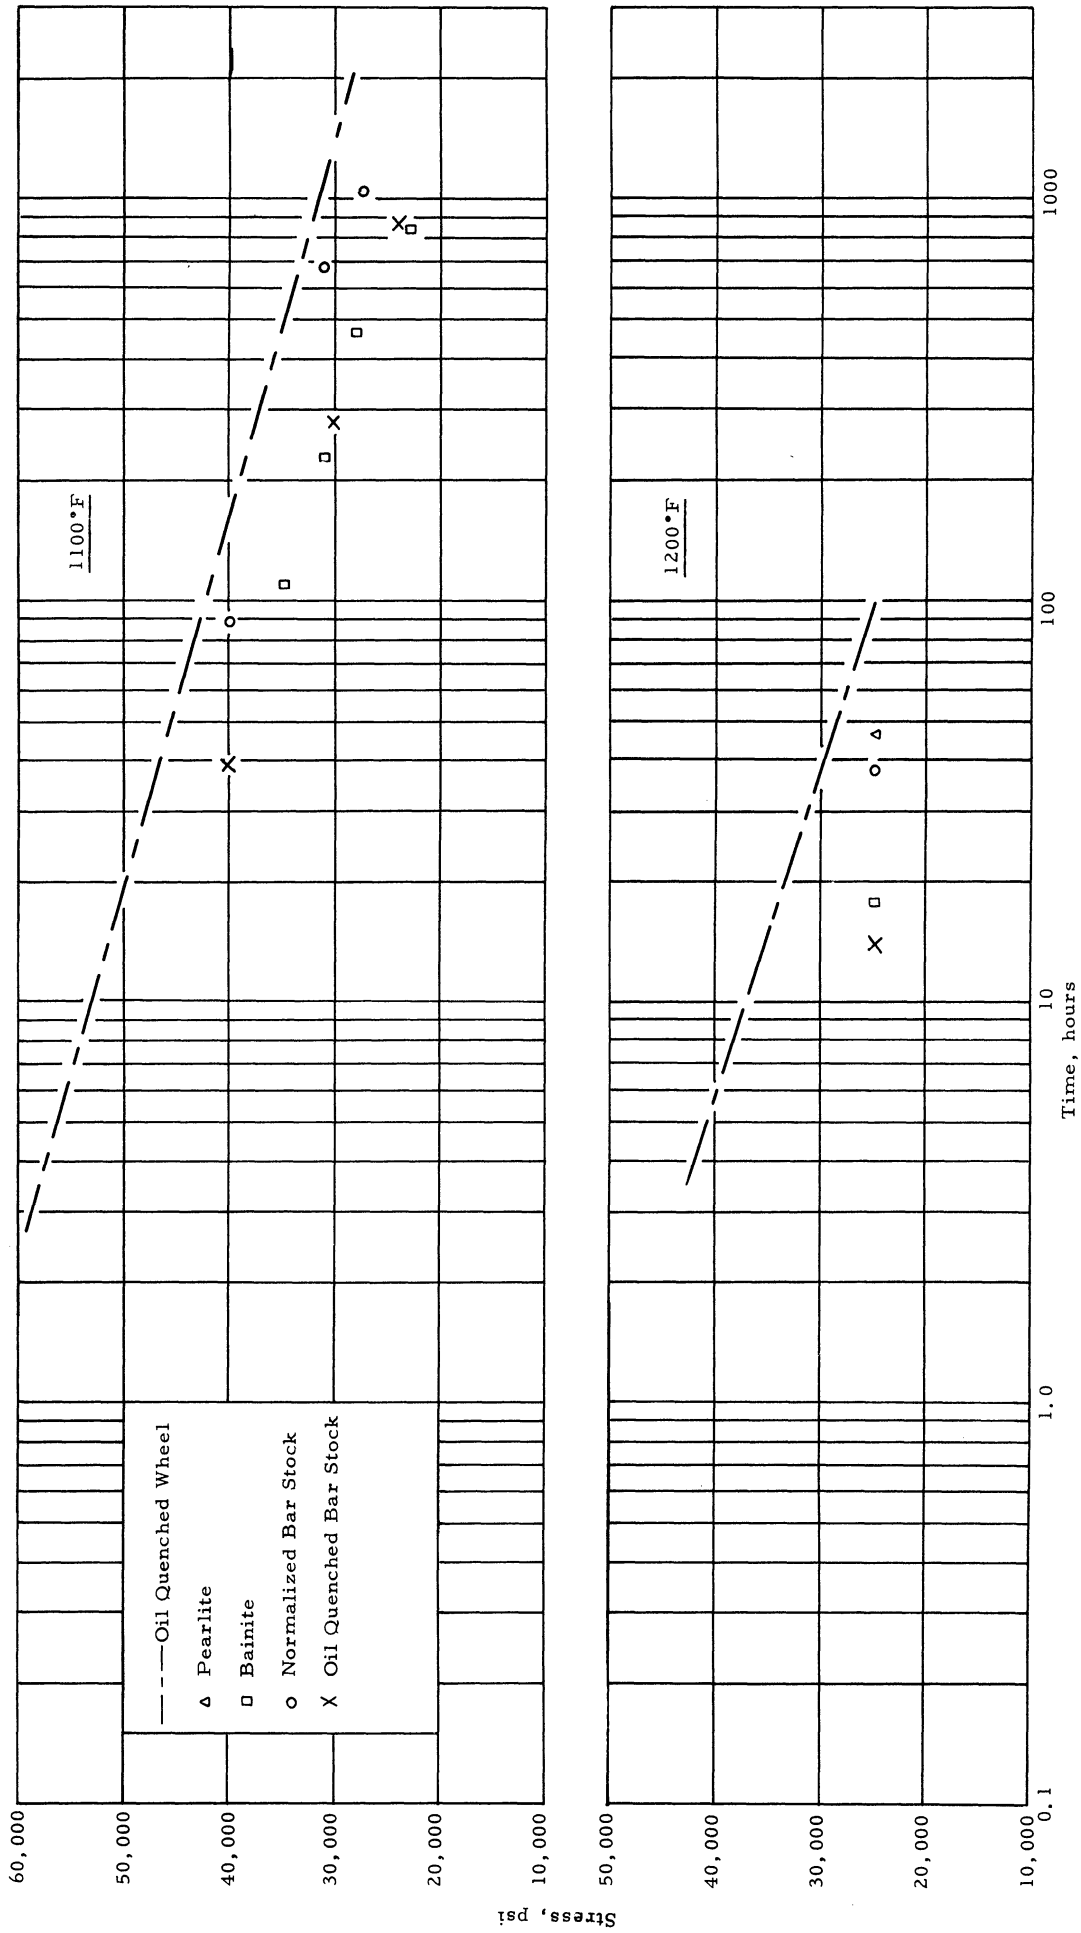 60,000
50,000
40,000
30,000
20,000
10,000
1100°F
Oil Quenched Wheel
Pearlite
Bainite
Normalized Bar Stock
Oil Quenched Bar Stock
Stress, psi
50,000
40,000
30,000
20,000
10,000
1200°F
0.1
1.0
10
100
1000
Time, hours